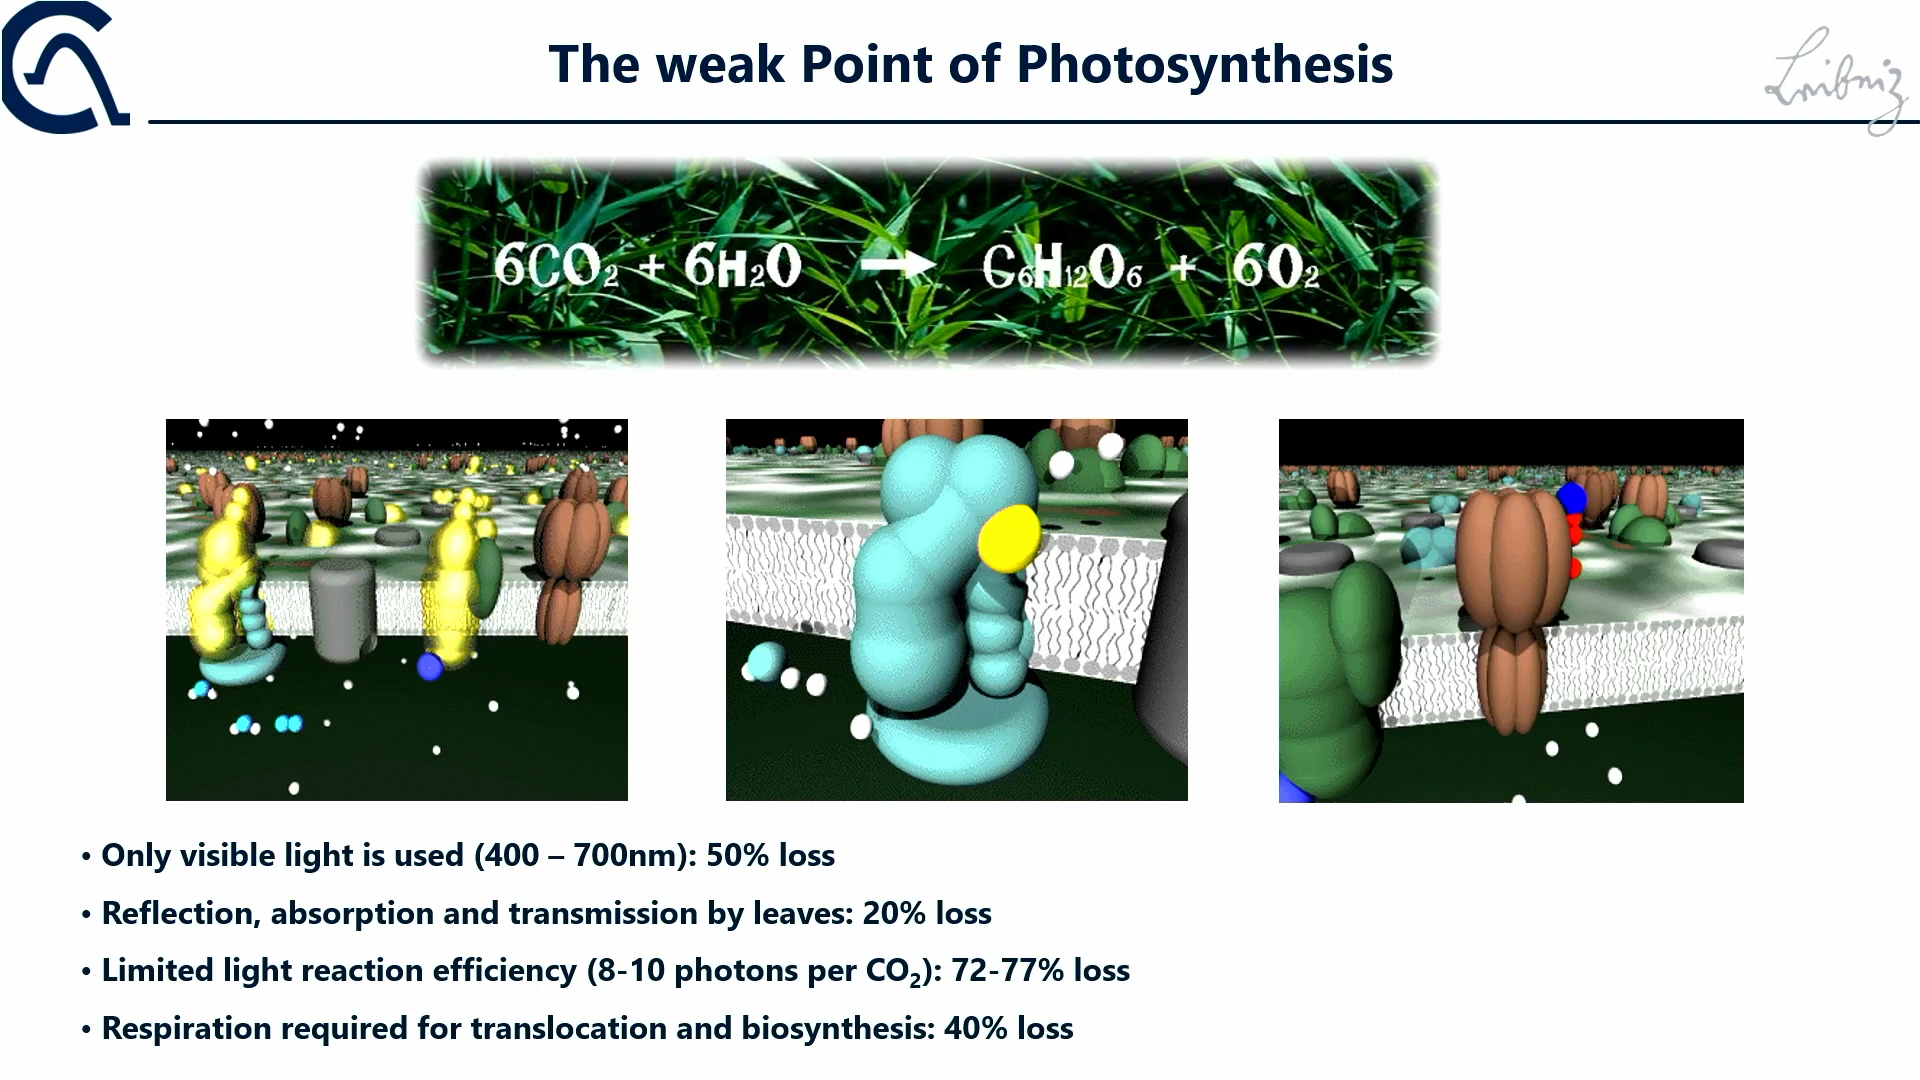 The weak Point of Photosynthesis
Leibniz
6CO₂ + 6H₂O → C₆H₁₂O₆ + 6O₂
• Only visible light is used (400 – 700nm): 50% loss
• Reflection, absorption and transmission by leaves: 20% loss
• Limited light reaction efficiency (8-10 photons per CO₂): 72-77% loss
• Respiration required for translocation and biosynthesis: 40% loss